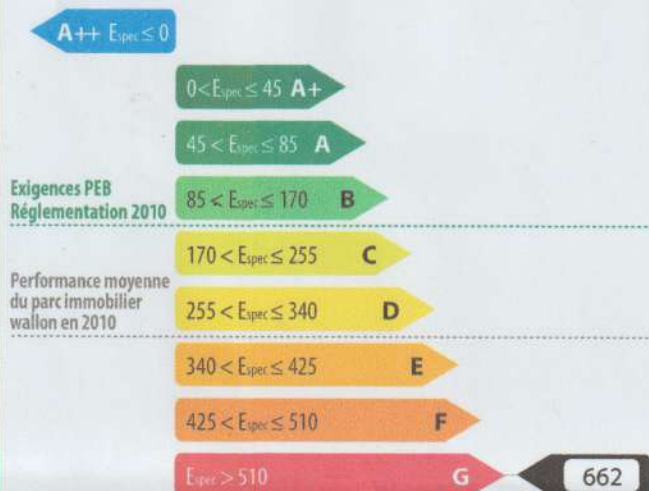 A++ Espec ≤ 0
0 < Espec ≤ 45 A+
45 < Espec ≤ 85 A
Exigences PEB
Réglementation 2010
85 < Espec ≤ 170 B
170 < Espec ≤ 255 C
Performance moyenne
du parc immobilier
wallon en 2010
255 < Espec ≤ 340 D
340 < Espec ≤ 425 E
425 < Espec ≤ 510 F
Espec > 510 G 662